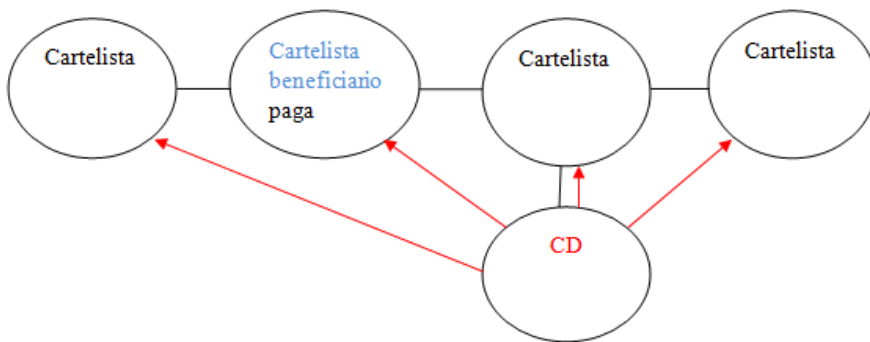 Cartelista
Cartelista
beneficiario
paga
Cartelista
Cartelista
CD